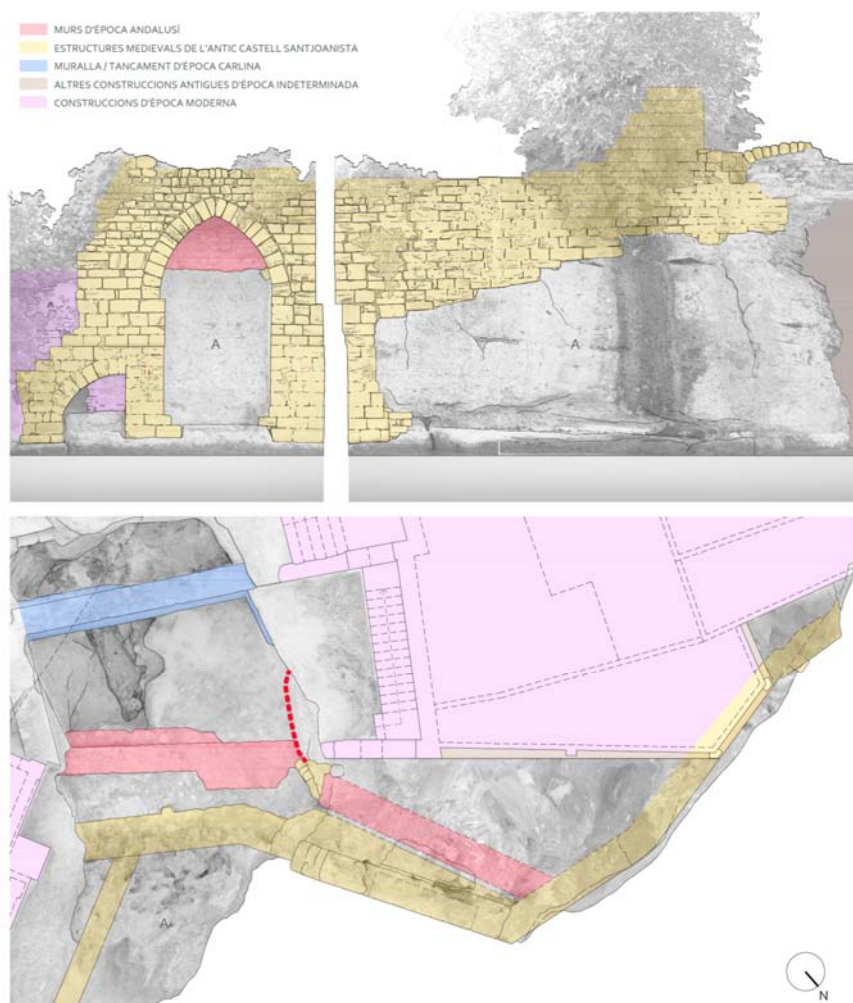 MURS D'ÈPOCA ANDALUSÍ
ESTRUCTURES MEDIEVALS DE L'ANTIC CASTELL SANTJOANISTA
MURALLA / TANCAMENT D'ÈPOCA CARLINA
ALTRES CONSTRUCCIONS ANTIGUES D'ÈPOCA INDETERMINADA
CONSTRUCCIONS D'ÈPOCA MODERNA
A
A
A
N